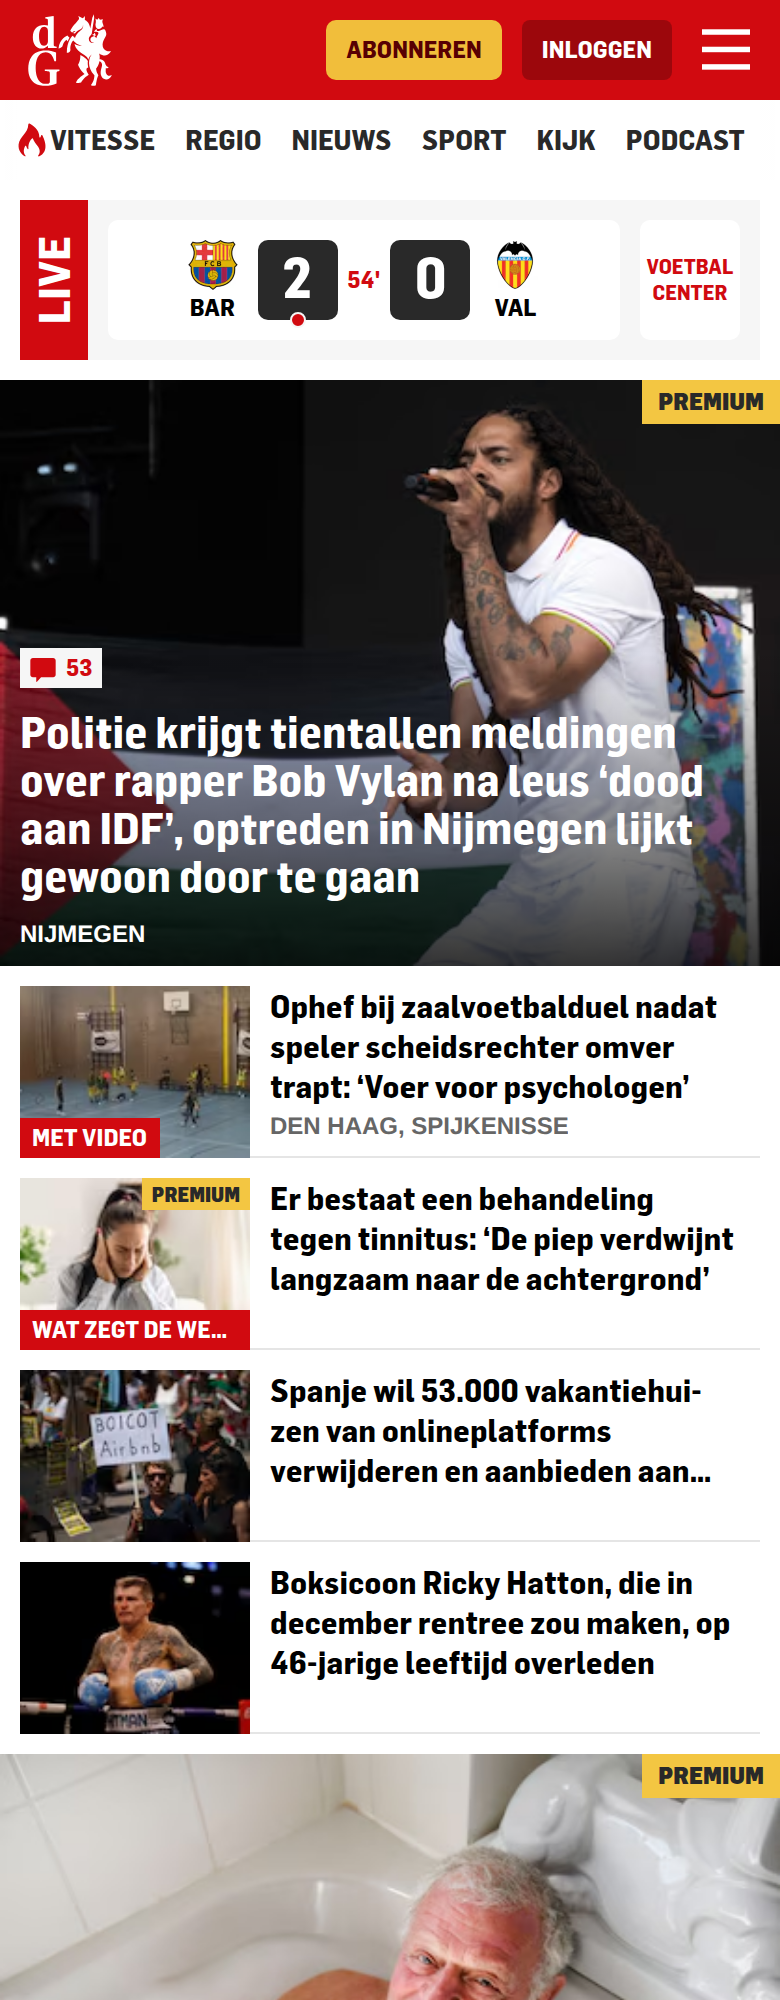 dG
ABONNEREN
INLOGGEN
VITESSE REGIO NIEUWS SPORT KIJK PODCAST
LIVE
FCB
2
54'
0
BAR
VAL
VOETBAL
CENTER
PREMIUM
53
Politie krijgt tientallen meldingen
over rapper Bob Vylan na leus ‘dood
aan IDF’, optreden in Nijmegen lijkt
gewoon door te gaan
NIJMEGEN
MET VIDEO
Ophef bij zaalvoetbalduel nadat
speler scheidsrechter omver
trapt: ‘Voer voor psychologen’
DEN HAAG, SPIJKENISSE
PREMIUM
WAT ZEGT DE WE...
Er bestaat een behandeling
tegen tinnitus: ‘De piep verdwijnt
langzaam naar de achtergrond’
BOICOT
Airbnb
Spanje wil 53.000 vakantiehui-
zen van onlineplatforms
verwijderen en aanbieden aan...
HITMAN
Boksicoon Ricky Hatton, die in
december rentree zou maken, op
46-jarige leeftijd overleden
PREMIUM